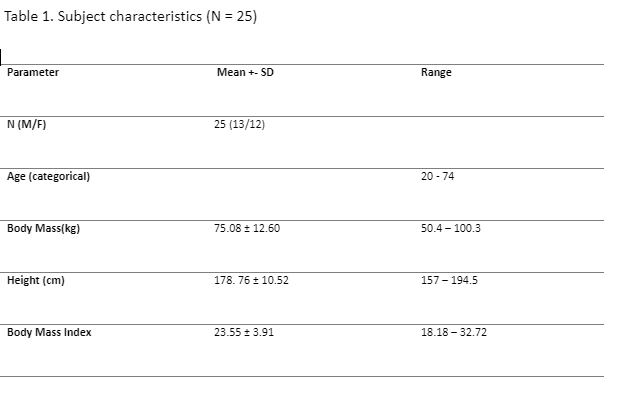 Table 1. Subject characteristics (N = 25)
Parameter Mean +- SD Range
N (M/F) 25 (13/12)
Age (categorical) 20 - 74
Body Mass(kg) 75.08 ± 12.60 50.4 – 100.3
Height (cm) 178. 76 ± 10.52 157 – 194.5
Body Mass Index 23.55 ± 3.91 18.18 – 32.72